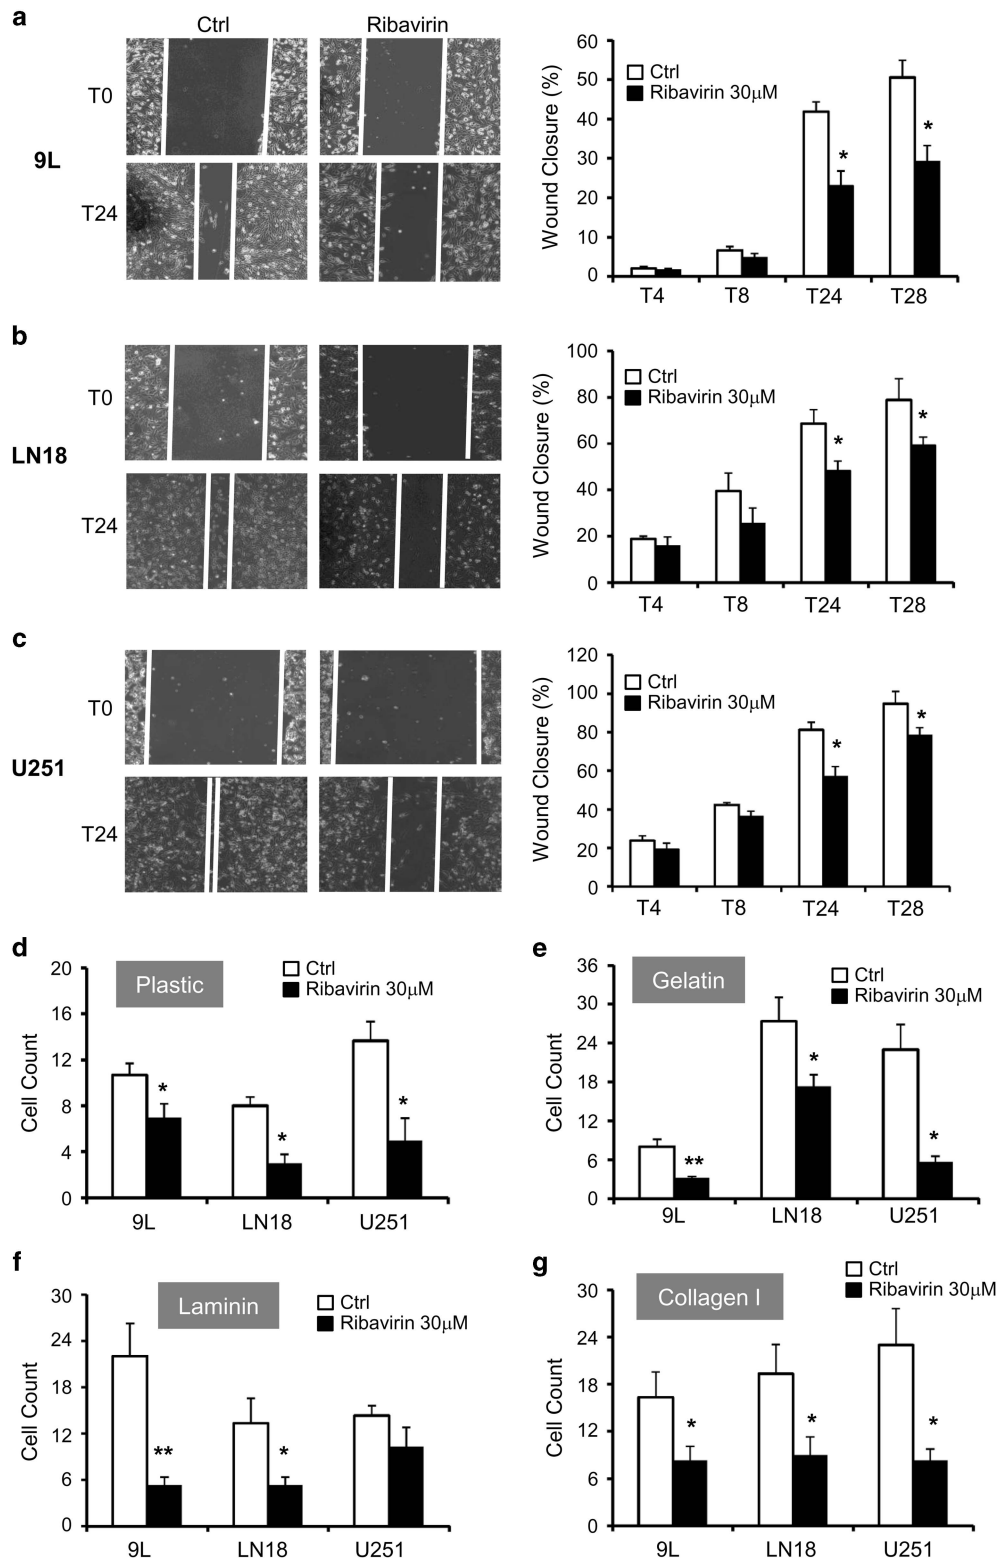 a
Ctrl Ribavirin
T0
9L
T24
Wound Closure (%)
60
50
40
30
20
10
0
Ctrl
Ribavirin 30μM
*
*
T4 T8 T24 T28
b
T0
LN18
T24
Wound Closure (%)
100
80
60
40
20
0
Ctrl
Ribavirin 30μM
*
*
T4 T8 T24 T28
c
T0
U251
T24
Wound Closure (%)
120
100
80
60
40
20
0
Ctrl
Ribavirin 30μM
*
*
T4 T8 T24 T28
d
Plastic
Ctrl
Ribavirin 30μM
Cell Count
20
16
12
8
4
0
*
*
*
9L LN18 U251
e
Gelatin
Ctrl
Ribavirin 30μM
Cell Count
36
30
24
18
12
6
0
**
*
*
9L LN18 U251
f
Laminin
Ctrl
Ribavirin 30μM
Cell Count
30
24
18
12
6
0
**
*
9L LN18 U251
g
Collagen I
Ctrl
Ribavirin 30μM
Cell Count
30
24
18
12
6
0
*
*
*
9L LN18 U251